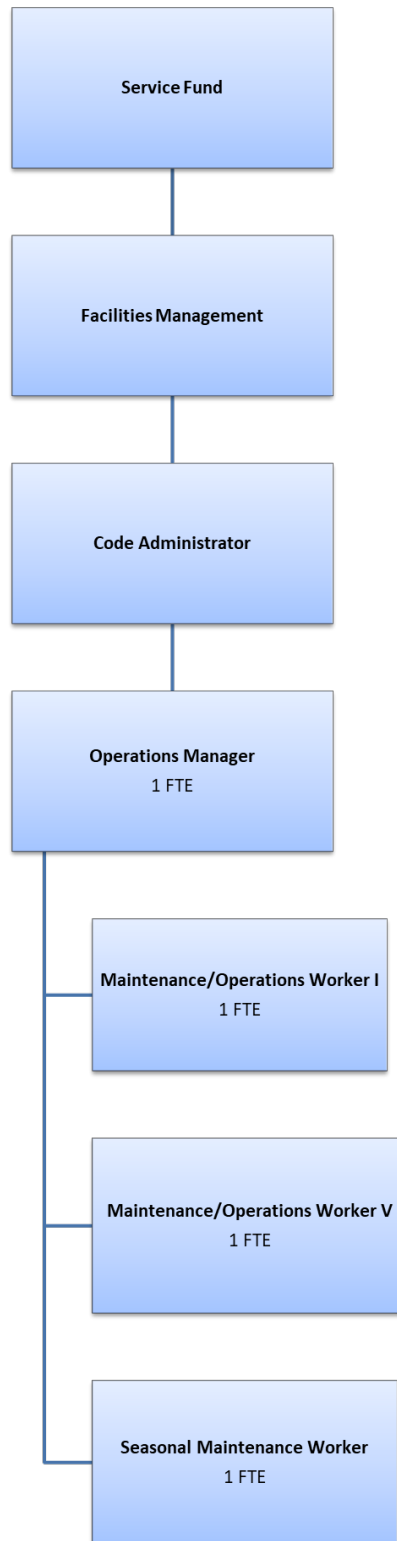 Service Fund
Facilities Management
Code Administrator
Operations Manager
1 FTE
Maintenance/Operations Worker I
1 FTE
Maintenance/Operations Worker V
1 FTE
Seasonal Maintenance Worker
1 FTE